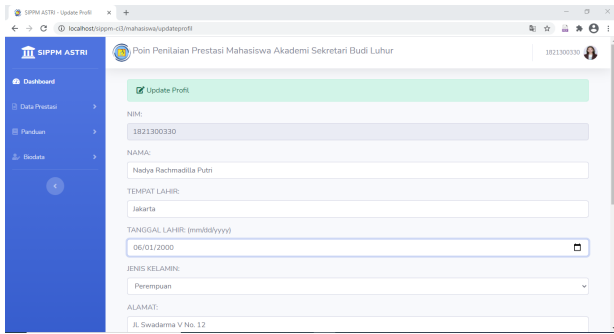 SIPPM ASTRI - Update Profil
localhost/sippm-ci3/mahasiswa/updateprofil
SIPPM ASTRI
Poin Penilaian Prestasi Mahasiswa Akademi Sekretari Budi Luhur
1821300330
Dashboard
Data Prestasi
Panduan
Biodata
Update Profil
NIM:
1821300330
NAMA:
Nadya Rachmadilla Putri
TEMPAT LAHIR:
Jakarta
TANGGAL LAHIR: (mm/dd/yyyy)
06/01/2000
JENIS KELAMIN:
Perempuan
ALAMAT:
JL Swadarma V No. 12